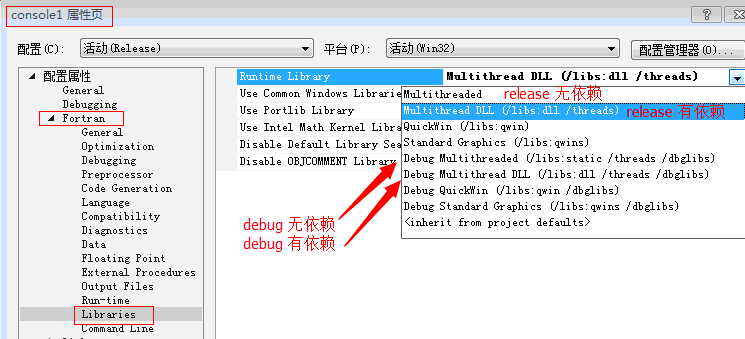 console1 属性页
配置(C): 活动(Release) 平台(P): 活动(Win32) 配置管理器(O)...
配置属性
General
Debugging
Fortran
General
Optimization
Debugging
Preprocessor
Code Generation
Language
Compatibility
Diagnostics
Data
Floating Point
External Procedures
Output Files
Run-time
Libraries
Command Line
Runtime Library Multithread DLL (/libs:dll /threads)
Use Common Windows Librarie
Use Portlib Library
Use Intel Math Kernel Libra
Disable Default Library Sea
Disable OBJCOMMENT Library
Multithreaded release 无依赖
Multithread DLL (/libs:dll /threads) release 有依赖
QuickWin (/libs:qwin)
Standard Graphics (/libs:qwins)
Debug Multithreaded (/libs:static /threads /dbglibs)
Debug Multithread DLL (/libs:dll /threads /dbglibs)
Debug QuickWin (/libs:qwin /dbglibs)
Debug Standard Graphics (/libs:qwins /dbglibs)
<inherit from project defaults>
debug 无依赖
debug 有依赖